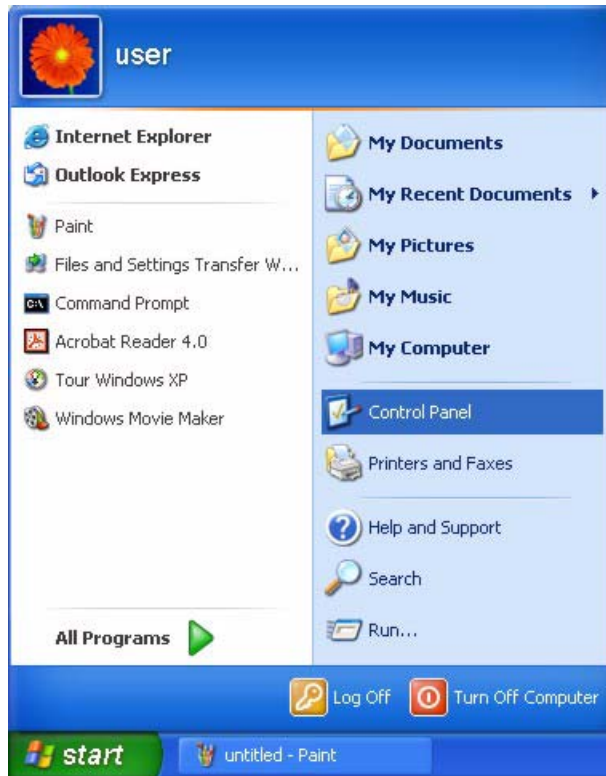 user
Internet Explorer
Outlook Express
Paint
Files and Settings Transfer W...
Command Prompt
Acrobat Reader 4.0
Tour Windows XP
Windows Movie Maker
All Programs
My Documents
My Recent Documents
My Pictures
My Music
My Computer
Control Panel
Printers and Faxes
Help and Support
Search
Run...
Log Off
Turn Off Computer
start
untitled - Paint